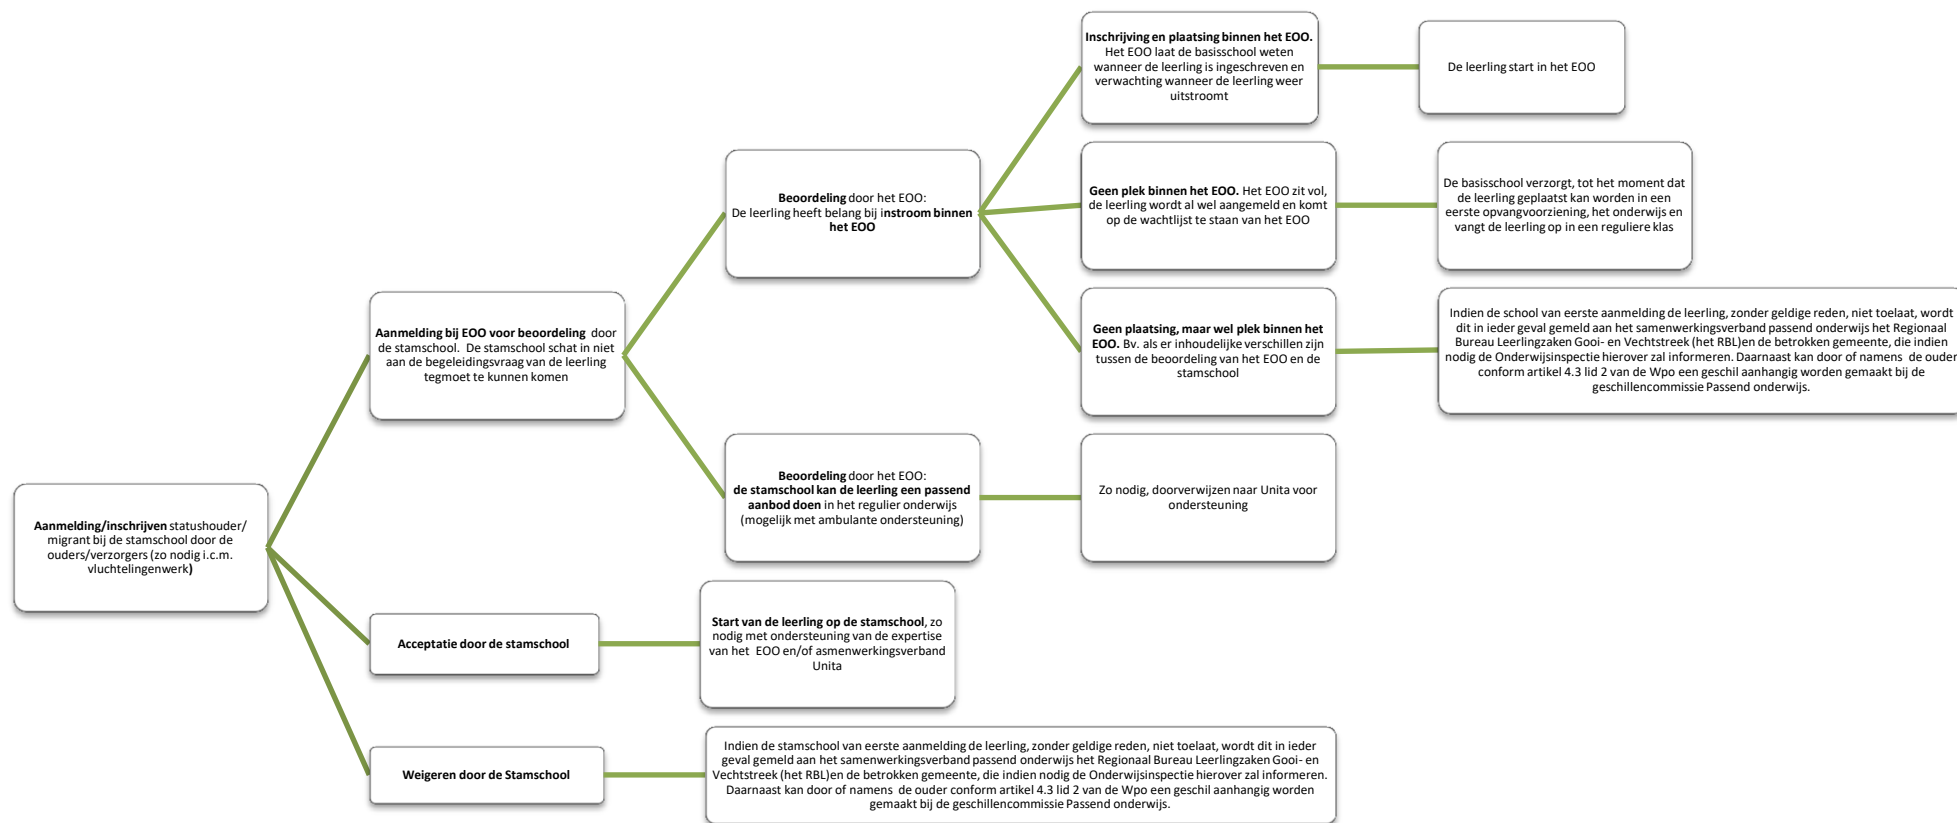 Inschrijving en plaatsing binnen het EOO.
Het EOO laat de basisschool weten
wanneer de leerling is ingeschreven en
verwachting wanneer de leerling weer
uitstroomt
De leerling start in het EOO
Beoordeling door het EOO:
De leerling heeft belang bij instroom binnen
het EOO
Geen plek binnen het EOO. Het EOO zit vol,
de leerling wordt al wel aangemeld en komt
op de wachtlijst te staan van het EOO
De basisschool verzorgt, tot het moment dat
de leerling geplaatst kan worden in een
eerste opvangvoorziening, het onderwijs en
vangt de leerling op in een reguliere klas
Aanmelding bij EOO voor beoordeling door
de stamschool. De stamschool schat in niet
aan de begeleidingsvraag van de leerling
tegmoet te kunnen komen
Geen plaatsing, maar wel plek binnen het
EOO. Bv. als er inhoudelijke verschillen zijn
tussen de beoordeling van het EOO en de
stamschool
Indien de school van eerste aanmelding de leerling, zonder geldige reden, niet toelaat, wordt
dit in ieder geval gemeld aan het samenwerkingsverband passend onderwijs het Regionaal
Bureau Leerlingzaken Gooi- en Vechtstreek (het RBL)en de betrokken gemeente, die indien
nodig de Onderwijsinspectie hierover zal informeren. Daarnaast kan door of namens de ouder
conform artikel 4.3 lid 2 van de Wpo een geschil aanhangig worden gemaakt bij de
geschillencommissie Passend onderwijs.
Beoordeling door het EOO:
de stamschool kan de leerling een passend
aanbod doen in het regulier onderwijs
(mogelijk met ambulante ondersteuning)
Zo nodig, doorverwijzen naar Unita voor
ondersteuning
Aanmelding/inschrijven statushouder/
migrant bij de stamschool door de
ouders/verzorgers (zo nodig i.c.m.
vluchtelingenwerk)
Acceptatie door de stamschool
Start van de leerling op de stamschool, zo
nodig met ondersteuning van de expertise
van het EOO en/of asmenwerkingsverband
Unita
Weigeren door de Stamschool
Indien de stamschool van eerste aanmelding de leerling, zonder geldige reden, niet toelaat, wordt dit in ieder
geval gemeld aan het samenwerkingsverband passend onderwijs het Regionaal Bureau Leerlingzaken Gooi- en
Vechtstreek (het RBL)en de betrokken gemeente, die indien nodig de Onderwijsinspectie hierover zal informeren.
Daarnaast kan door of namens de ouder conform artikel 4.3 lid 2 van de Wpo een geschil aanhangig worden
gemaakt bij de geschillencommissie Passend onderwijs.